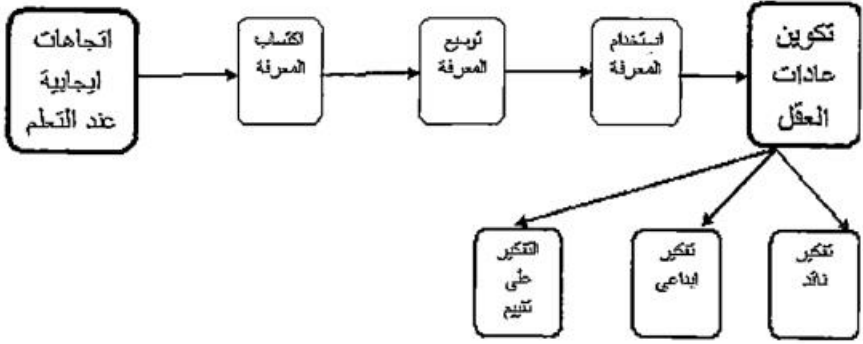 اتجاهات
ايجابية
عند التعلم
اكتساب
المعرفة
توسيع
المعرفة
استخدام
المعرفة
تكوين
عادات
العقل
التفكير
على
تقييم
تفكير
ابداعي
تفكير
ناقد